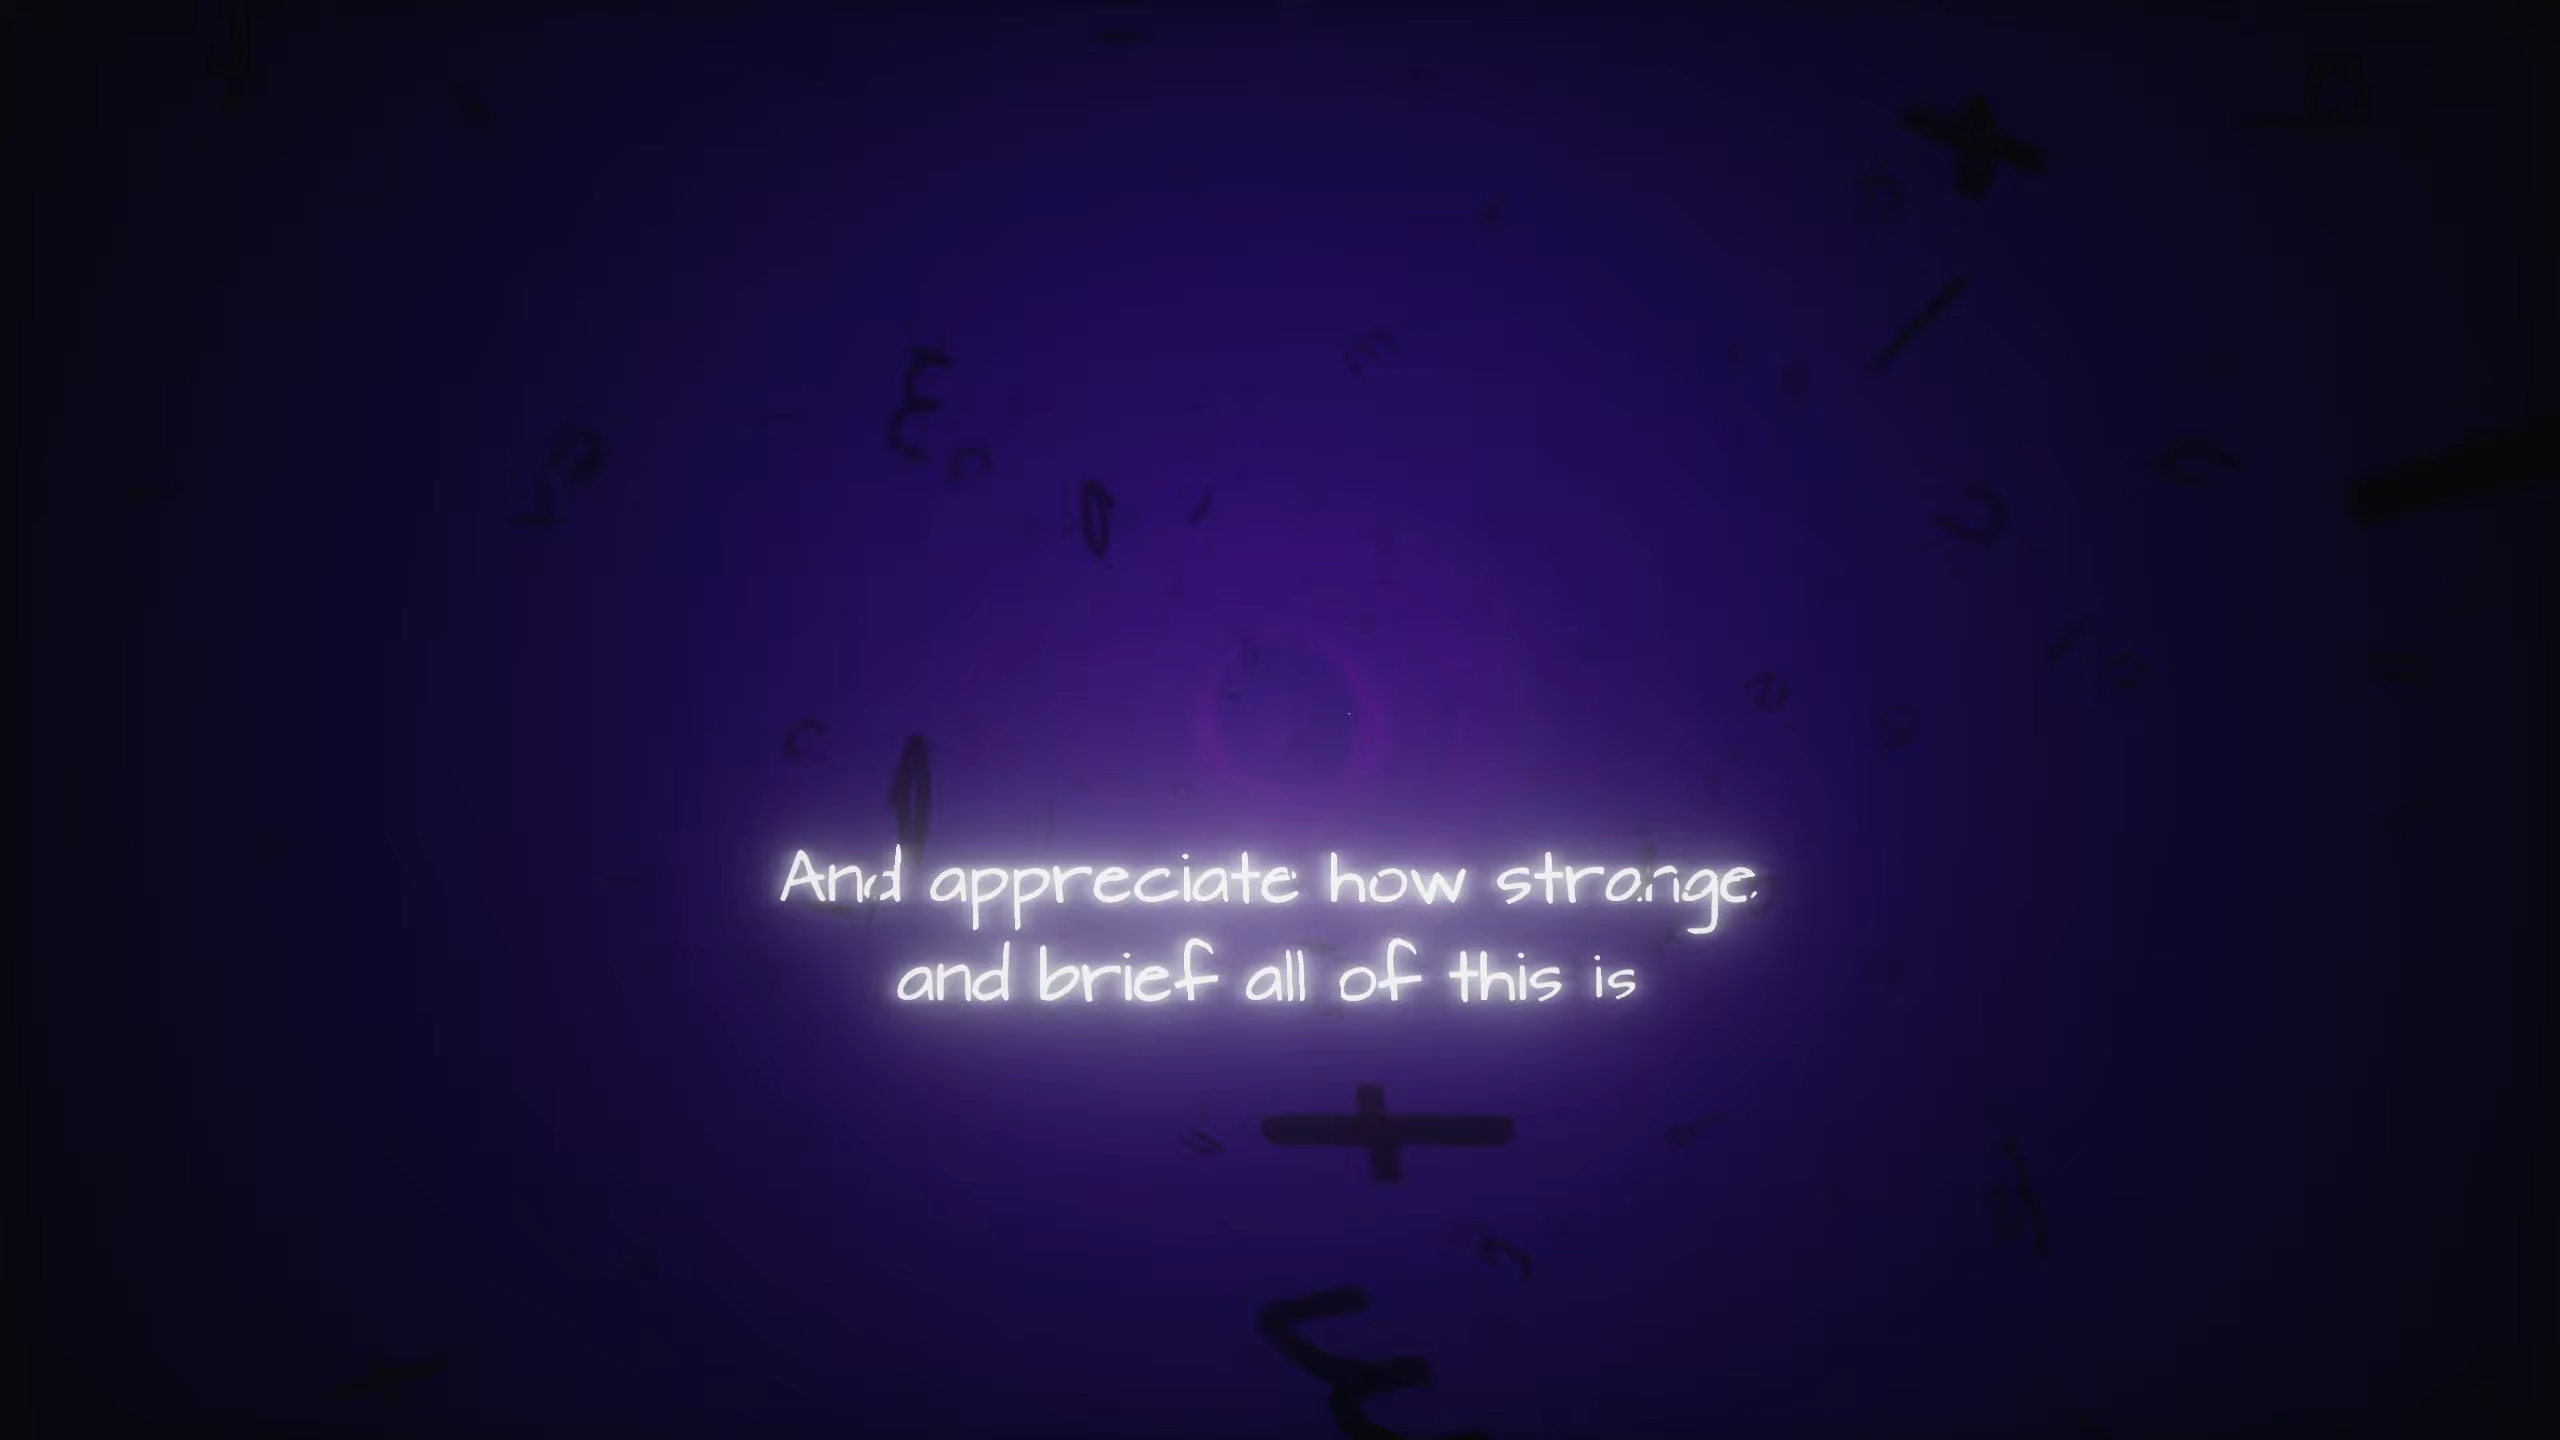 And appreciate how strange
and brief all of this is